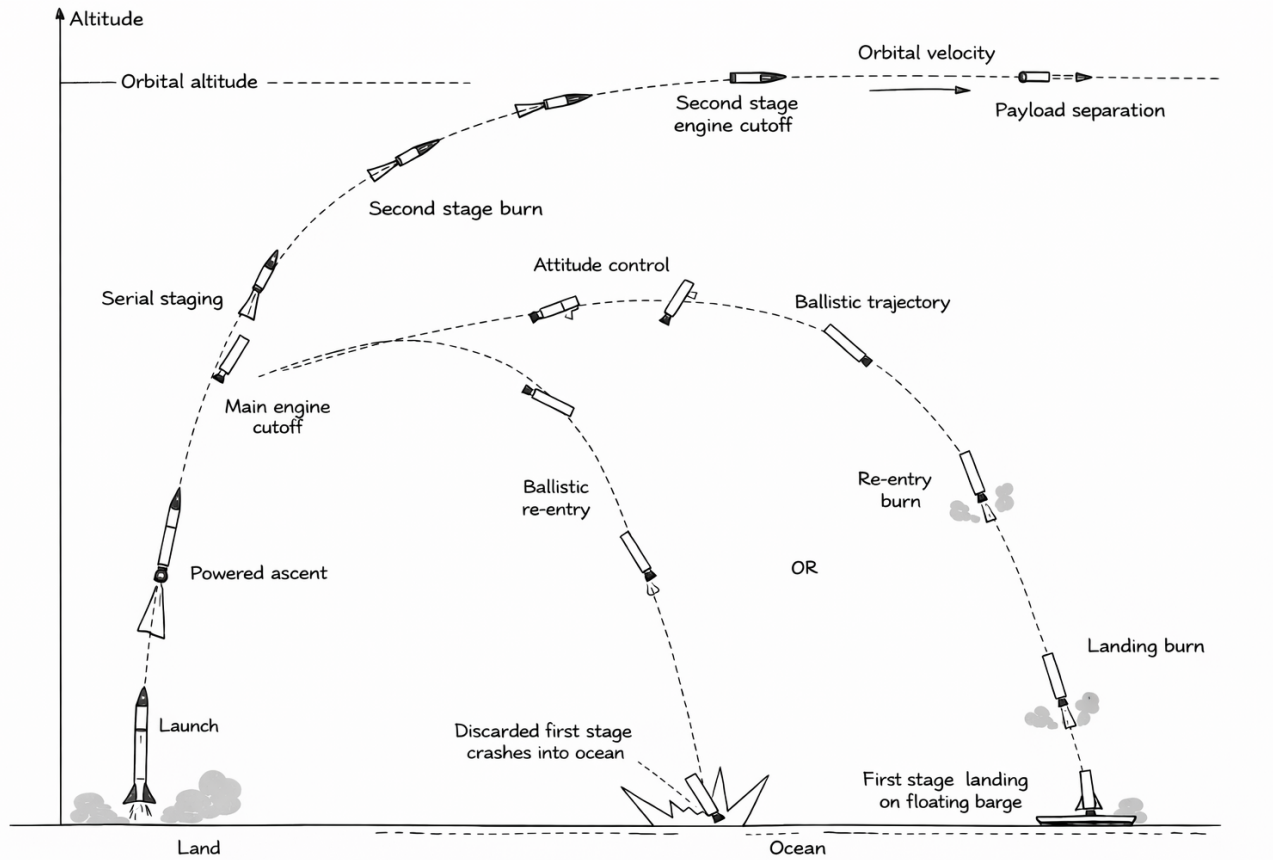 Altitude
Orbital altitude
Orbital velocity
Second stage
engine cutoff
Payload separation
Second stage burn
Attitude control
Serial staging
Ballistic trajectory
Main engine
cutoff
Ballistic
re-entry
Re-entry
burn
OR
Powered ascent
Landing burn
Launch
Discarded first stage
crashes into ocean
First stage landing
on floating barge
Land
Ocean